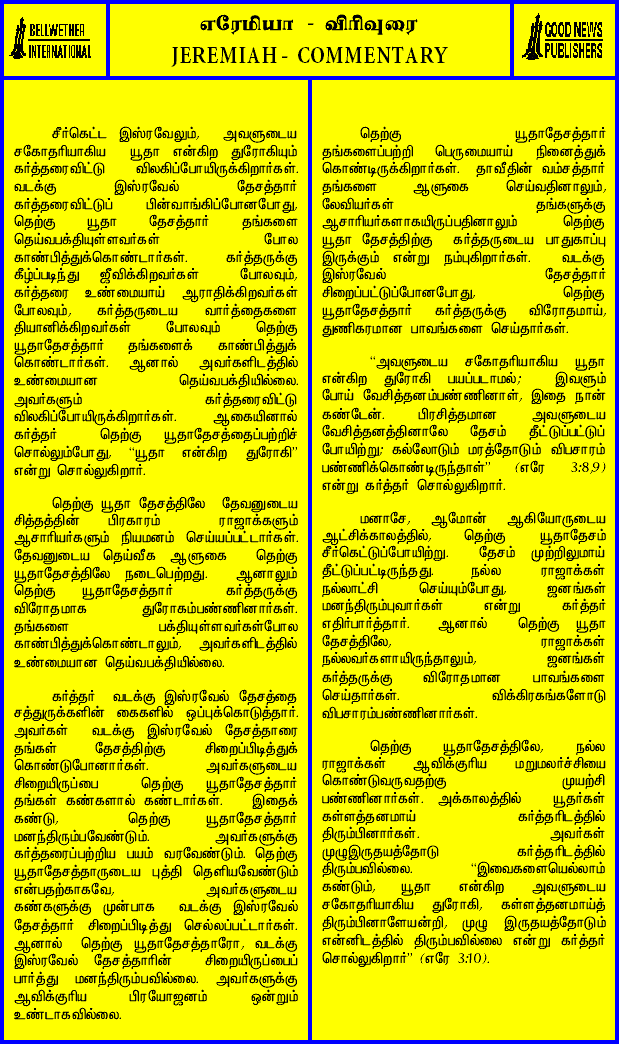 BELLWETHER
INTERNATIONAL
எரேமியா - விரிவுரை
JEREMIAH - COMMENTARY
GOOD NEWS
PUBLISHERS
சீர்கெட்ட இஸ்ரவேலும், அவளுடைய
சகோதரியாகிய யூதா என்கிற துரோகியும்
கர்த்தரைவிட்டு விலகிப்போயிருக்கிறார்கள்.
வடக்கு இஸ்ரவேல் தேசத்தார்
கர்த்தரைவிட்டுப் பின்வாங்கிப்போனபோது,
தெற்கு யூதா தேசத்தார் தங்களை
தெய்வபக்தியுள்ளவர்கள் போல
காண்பித்துக்கொண்டார்கள். கர்த்தருக்கு
கீழ்ப்படிந்து ஜீவிக்கிறவர்கள் போலவும்,
கர்த்தரை உண்மையாய் ஆராதிக்கிறவர்கள்
போலவும், கர்த்தருடைய வார்த்தைகளை
தியானிக்கிறவர்கள் போலவும் தெற்கு
யூதாதேசத்தார் தங்களைக் காண்பித்துக்
கொண்டார்கள். ஆனால் அவர்களிடத்தில்
உண்மையான தெய்வபக்தியில்லை.
அவர்களும் கர்த்தரைவிட்டு
விலகிப்போயிருக்கிறார்கள். ஆகையினால்
கர்த்தர் தெற்கு யூதாதேசத்தைப்பற்றிச்
சொல்லும்போது, "யூதா என்கிற துரோகி"
என்று சொல்லுகிறார்.
தெற்கு யூதா தேசத்திலே தேவனுடைய
சித்தத்தின் பிரகாரம் ராஜாக்களும்
ஆசாரியர்களும் நியமனம் செய்யப்பட்டார்கள்.
தேவனுடைய தெய்வீக ஆளுகை தெற்கு
யூதாதேசத்திலே நடைபெற்றது. ஆனாலும்
தெற்கு யூதாதேசத்தார் கர்த்தருக்கு
விரோதமாக துரோகம்பண்ணினார்கள்.
தங்களை பக்தியுள்ளவர்கள்போல
காண்பித்துக்கொண்டாலும், அவர்களிடத்தில்
உண்மையான தெய்வபக்தியில்லை.
கர்த்தர் வடக்கு இஸ்ரவேல் தேசத்தை
சத்துருக்களின் கைகளில் ஒப்புக்கொடுத்தார்.
அவர்கள் வடக்கு இஸ்ரவேல் தேசத்தாரை
தங்கள் தேசத்திற்கு சிறைப்பிடித்துக்
கொண்டுபோனார்கள். அவர்களுடைய
சிறையிருப்பை தெற்கு யூதாதேசத்தார்
தங்கள் கண்களால் கண்டார்கள். இதைக்
கண்டு, தெற்கு யூதாதேசத்தார்
மனந்திரும்பவேண்டும். அவர்களுக்கு
கர்த்தரைப்பற்றிய பயம் வரவேண்டும். தெற்கு
யூதாதேசத்தாருடைய புத்தி தெளியவேண்டும்
என்பதற்காகவே, அவர்களுடைய
கண்களுக்கு முன்பாக வடக்கு இஸ்ரவேல்
தேசத்தார் சிறைப்பிடித்து செல்லப்பட்டார்கள்.
ஆனால் தெற்கு யூதாதேசத்தாரோ, வடக்கு
இஸ்ரவேல் தேசத்தாரின் சிறையிருப்பைப்
பார்த்து மனந்திரும்பவில்லை. அவர்களுக்கு
ஆவிக்குரிய பிரயோஜனம் ஒன்றும்
உண்டாகவில்லை.
தெற்கு யூதாதேசத்தார்
தங்களைப்பற்றி பெருமையாய் நினைத்துக்
கொண்டிருக்கிறார்கள். தாவீதின் வம்சத்தார்
தங்களை ஆளுகை செய்வதினாலும்,
லேவியர்கள் தங்களுக்கு
ஆசாரியர்களாகயிருப்பதினாலும் தெற்கு
யூதா தேசத்திற்கு கர்த்தருடைய பாதுகாப்பு
இருக்கும் என்று நம்புகிறார்கள். வடக்கு
இஸ்ரவேல் தேசத்தார்
சிறைப்பட்டுப்போனபோது, தெற்கு
யூதாதேசத்தார் கர்த்தருக்கு விரோதமாய்,
துணிகரமான பாவங்களை செய்தார்கள்.
"அவளுடைய சகோதரியாகிய யூதா
என்கிற துரோகி பயப்படாமல்; இவளும்
போய் வேசித்தனம்பண்ணினாள், இதை நான்
கண்டேன். பிரசித்தமான அவளுடைய
வேசித்தனத்தினாலே தேசம் தீட்டுப்பட்டுப்
போயிற்று; கல்லோடும் மரத்தோடும் விபசாரம்
பண்ணிக்கொண்டிருந்தாள்" (எரே 3:8,9)
என்று கர்த்தர் சொல்லுகிறார்.
மனாசே, ஆமோன் ஆகியோருடைய
ஆட்சிக்காலத்தில், தெற்கு யூதாதேசம்
சீர்கெட்டுப்போயிற்று. தேசம் முற்றிலுமாய்
தீட்டுப்பட்டிருந்தது. நல்ல ராஜாக்கள்
நல்லாட்சி செய்யும்போது, ஜனங்கள்
மனந்திரும்புவார்கள் என்று கர்த்தர்
எதிர்பார்த்தார். ஆனால் தெற்கு யூதா
தேசத்திலே, ராஜாக்கள்
நல்லவர்களாயிருந்தாலும், ஜனங்கள்
கர்த்தருக்கு விரோதமான பாவங்களை
செய்தார்கள். விக்கிரகங்களோடு
விபசாரம்பண்ணினார்கள்.
தெற்கு யூதாதேசத்திலே, நல்ல
ராஜாக்கள் ஆவிக்குரிய மறுமலர்ச்சியை
கொண்டுவருவதற்கு முயற்சி
பண்ணினார்கள். அக்காலத்தில் யூதர்கள்
கள்ளத்தனமாய் கர்த்தரிடத்தில்
திரும்பினார்கள். அவர்கள்
முழுஇருதயத்தோடு கர்த்தரிடத்தில்
திரும்பவில்லை. "இவைகளையெல்லாம்
கண்டும், யூதா என்கிற அவளுடைய
சகோதரியாகிய துரோகி, கள்ளத்தனமாய்த்
திரும்பினாளேயன்றி, முழு இருதயத்தோடும்
என்னிடத்தில் திரும்பவில்லை என்று கர்த்தர்
சொல்லுகிறார்" (எரே 3:10).